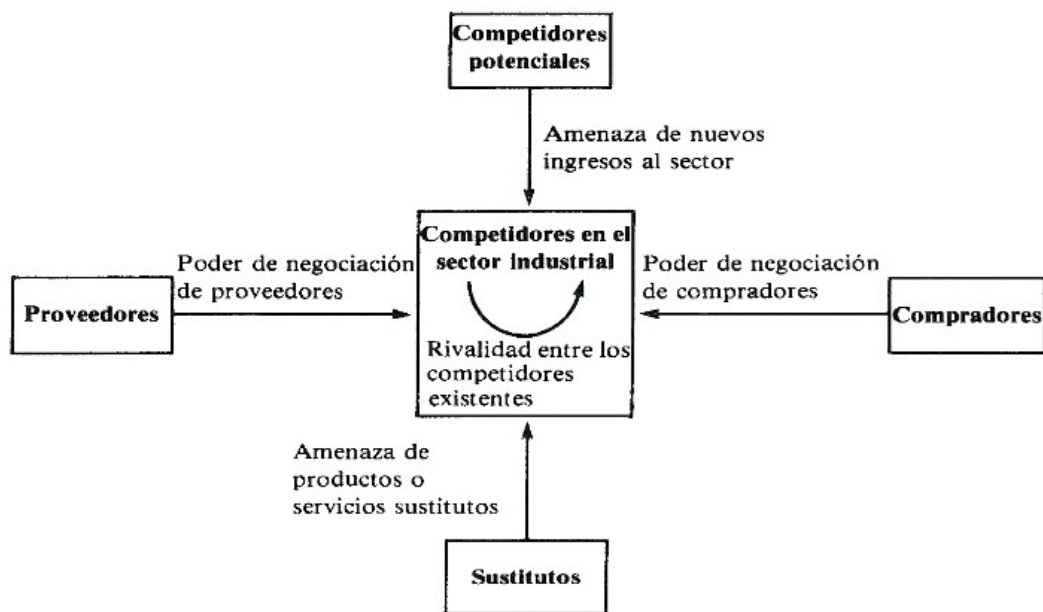 Competidores
potenciales
Amenaza de nuevos
ingresos al sector
Competidores en el
sector industrial
Poder de negociación
de proveedores
Poder de negociación
de compradores
Proveedores
Compradores
Rivalidad entre los
competidores
existentes
Amenaza de
productos o
servicios sustitutos
Sustitutos